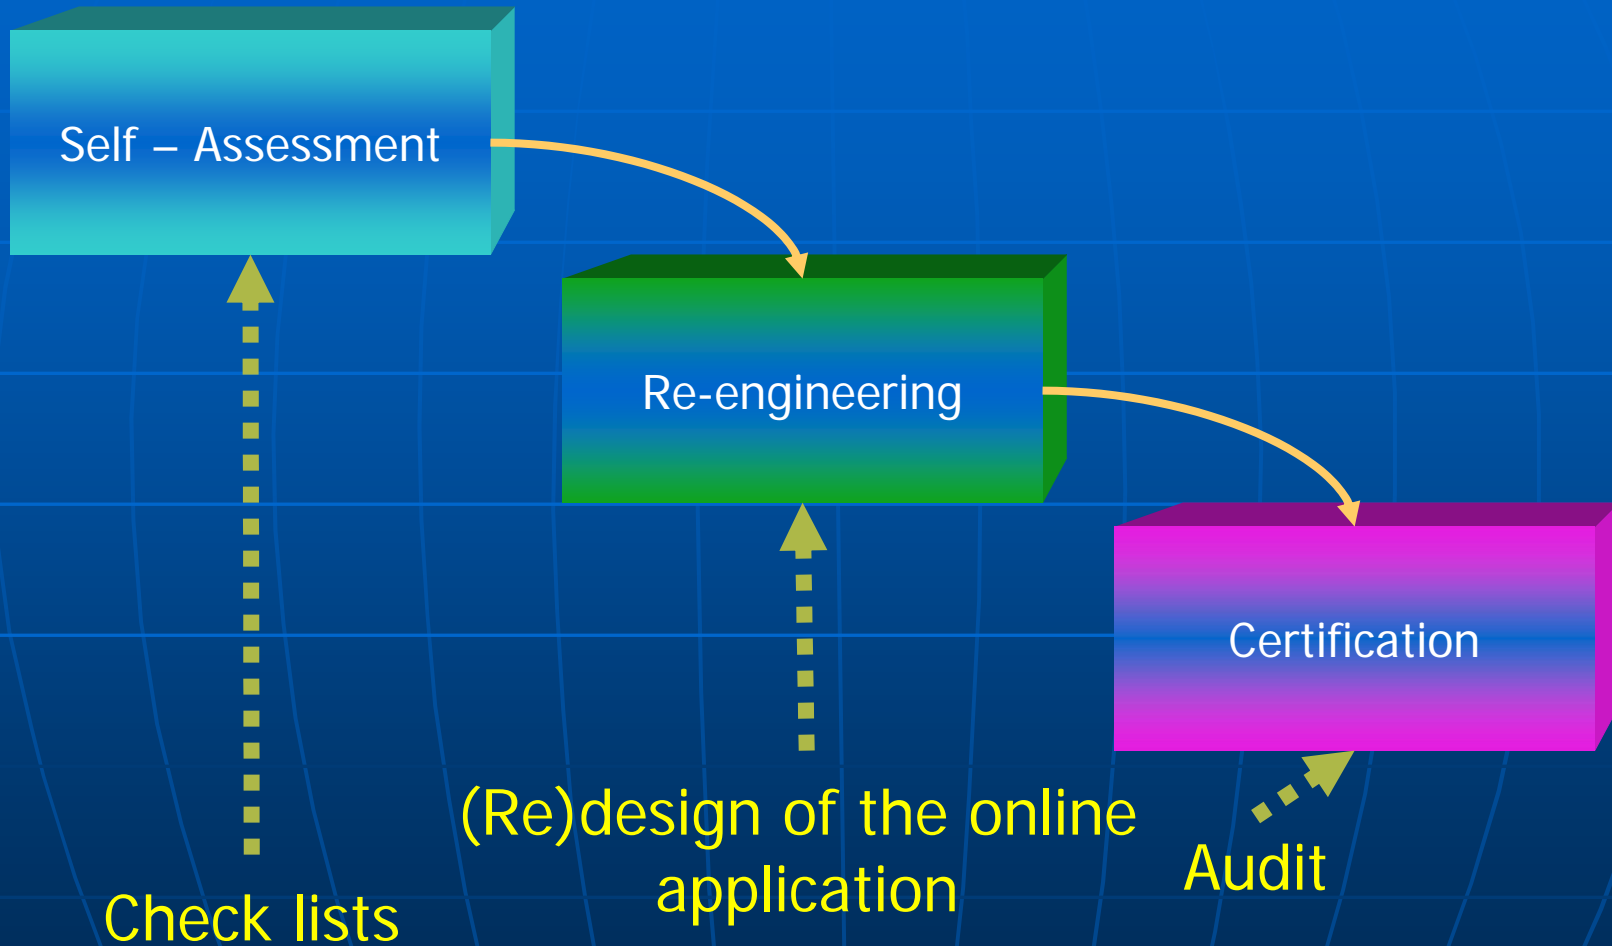 Self – Assessment
Re-engineering
Certification
(Re)design of the online
application
Audit
Check lists